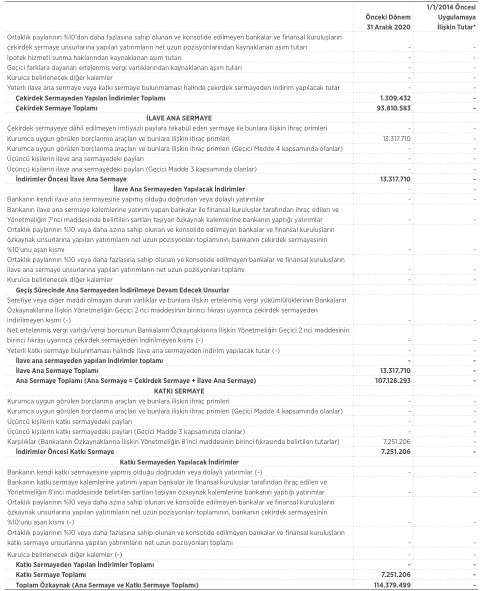 1/1/2014 Öncesi
Önceki Dönem Uygulamaya
31 Aralık 2020 İlişkin Tutar*
Ortaklık paylarının %10'dan daha fazlasına sahip olunan ve konsolide edilmeyen bankalar ve finansal kuruluşların
çekirdek sermaye unsurlarına yapılan yatırımların net uzun pozisyonlarından kaynaklanan aşım tutarı - -
İpotek hizmeti sunma haklarından kaynaklanan aşım tutarı - -
Geçici farklara dayanan ertelenmiş vergi varlıklarından kaynaklanan aşım tutarı - -
Kurulca belirlenecek diğer kalemler - -
Yeterli ilave ana sermaye veya katkı sermaye bulunmaması halinde çekirdek sermayeden indirim yapılacak tutar - -
Çekirdek Sermayeden Yapılan İndirimler Toplamı 1.309.432 -
Çekirdek Sermaye Toplamı 93.810.583 -
İLAVE ANA SERMAYE
Çekirdek sermayeye dâhil edilmeyen imtiyazlı paylara tekabül eden sermaye ile bunlara ilişkin ihraç primleri - -
Kurumca uygun görülen borçlanma araçları ve bunlara ilişkin ihraç primleri 13.317.710 -
Kurumca uygun görülen borçlanma araçları ve bunlara ilişkin ihraç primleri (Geçici Madde 4 kapsamında olanlar) - -
Üçüncü kişilerin ilave ana sermayedeki payları - -
Üçüncü kişilerin ilave ana sermayedeki payları (Geçici Madde 3 kapsamında olanlar) - -
İndirimler Öncesi İlave Ana Sermaye 13.317.710 -
İlave Ana Sermayeden Yapılacak İndirimler - -
Bankanın kendi ilave ana sermayesine yapmış olduğu doğrudan veya dolaylı yatırımlar - -
Bankanın ilave ana sermaye kalemlerine yatırım yapan bankalar ile finansal kuruluşlar tarafından ihraç edilen ve
Yönetmeliğin 7'nci maddesinde belirtilen şartları taşıyan özkaynak kalemlerine bankanın yaptığı yatırımlar - -
Ortaklık paylarının %10 veya daha azına sahip olunan ve konsolide edilmeyen bankalar ve finansal kuruluşların
özkaynak unsurlarına yapılan yatırımların net uzun pozisyonları toplamının, bankanın çekirdek sermayesinin
%10'unu aşan kısmı - -
Ortaklık paylarının %10 veya daha fazlasına sahip olunan ve konsolide edilmeyen bankalar ve finansal kuruluşların
ilave ana sermaye unsurlarına yapılan yatırımların net uzun pozisyonları toplamı - -
Kurulca belirlenecek diğer kalemler - -
Geçiş Sürecinde Ana Sermayeden İndirilmeye Devam Edecek Unsurlar
Şerefiye veya diğer maddi olmayan duran varlıklar ve bunlara ilişkin ertelenmiş vergi yükümlülüklerinin Bankaların
Özkaynaklarına İlişkin Yönetmeliğin Geçici 2 nci maddesinin birinci fıkrası uyarınca çekirdek sermayeden
indirilmeyen kısmı (-) -
Net ertelenmiş vergi varlığı/vergi borcunun Bankaların Özkaynaklarına İlişkin Yönetmeliğin Geçici 2 nci maddesinin
birinci fıkrası uyarınca çekirdek sermayeden indirilmeyen kısmı (-) - -
Yeterli katkı sermaye bulunmaması halinde ilave ana sermayeden indirim yapılacak tutar (-) - -
İlave ana sermayeden yapılan indirimler toplamı - -
İlave Ana Sermaye Toplamı 13.317.710 -
Ana Sermaye Toplamı (Ana Sermaye = Çekirdek Sermaye + İlave Ana Sermaye) 107.128.293 -
KATKI SERMAYE
Kurumca uygun görülen borçlanma araçları ve bunlara ilişkin ihraç primleri - -
Kurumca uygun görülen borçlanma araçları ve bunlara ilişkin ihraç primleri (Geçici Madde 4 kapsamında olanlar) - -
Üçüncü kişilerin katkı sermayedeki payları - -
Üçüncü kişilerin katkı sermayedeki payları (Geçici Madde 3 kapsamında olanlar) - -
Karşılıklar (Bankaların Özkaynaklarına İlişkin Yönetmeliğin 8'inci maddesinin birinci fıkrasında belirtilen tutarlar) 7.251.206 -
İndirimler Öncesi Katkı Sermaye 7.251.206 -
Katkı Sermayeden Yapılacak İndirimler
Bankanın kendi katkı sermayesine yapmış olduğu doğrudan veya dolaylı yatırımlar (-) - -
Bankanın katkı sermaye kalemlerine yatırım yapan bankalar ile finansal kuruluşlar tarafından ihraç edilen ve
Yönetmeliğin 8'inci maddesinde belirtilen şartları taşıyan özkaynak kalemlerine bankanın yaptığı yatırımlar - -
Ortaklık paylarının %10 veya daha azına sahip olunan ve konsolide edilmeyen bankalar ve finansal kuruluşların
özkaynak unsurlarına yapılan yatırımların net uzun pozisyonları toplamının, bankanın çekirdek sermayesinin
%10'unu aşan kısmı (-) - -
Ortaklık paylarının %10 veya daha fazlasına sahip olunan ve konsolide edilmeyen bankalar ve finansal kuruluşların
katkı sermaye unsurlarına yapılan yatırımların net uzun pozisyonları toplamı - -
Kurulca belirlenecek diğer kalemler (-) - -
Katkı Sermayeden Yapılan İndirimler Toplamı - -
Katkı Sermaye Toplamı 7.251.206 -
Toplam Özkaynak (Ana Sermaye ve Katkı Sermaye Toplamı) 114.379.499 -